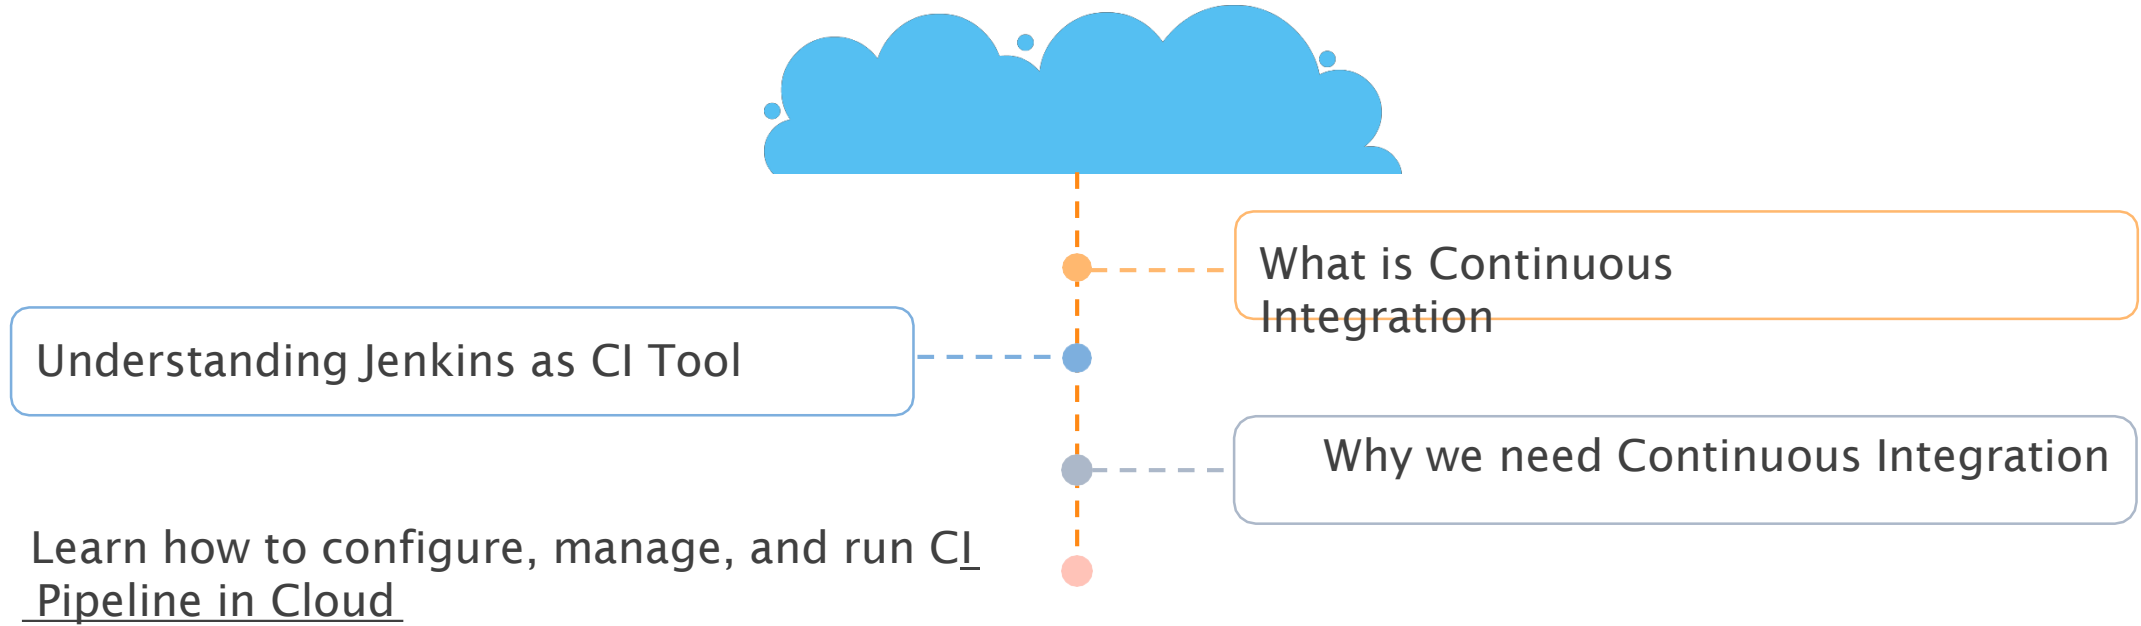 What is Continuous
Integration
Understanding Jenkins as CI Tool
Why we need Continuous Integration
Learn how to configure, manage, and run CI
Pipeline in Cloud